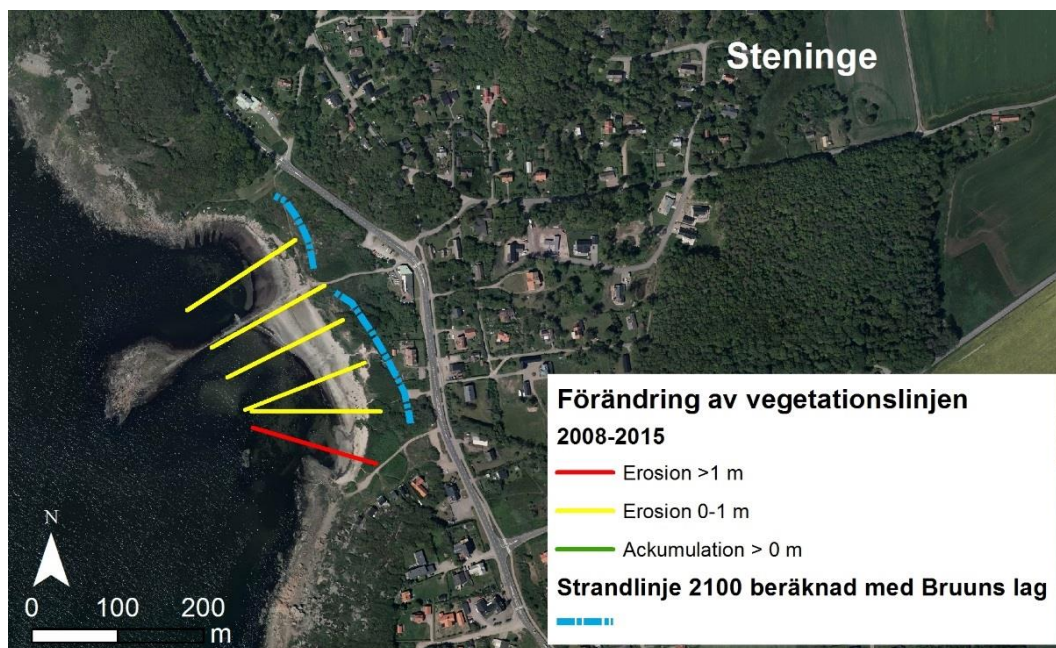 Steninge
Förändring av vegetationslinjen
2008-2015
Erosion >1 m
Erosion 0-1 m
Ackumulation > 0 m
Strandlinje 2100 beräknad med Bruuns lag
N
0 100 200
m